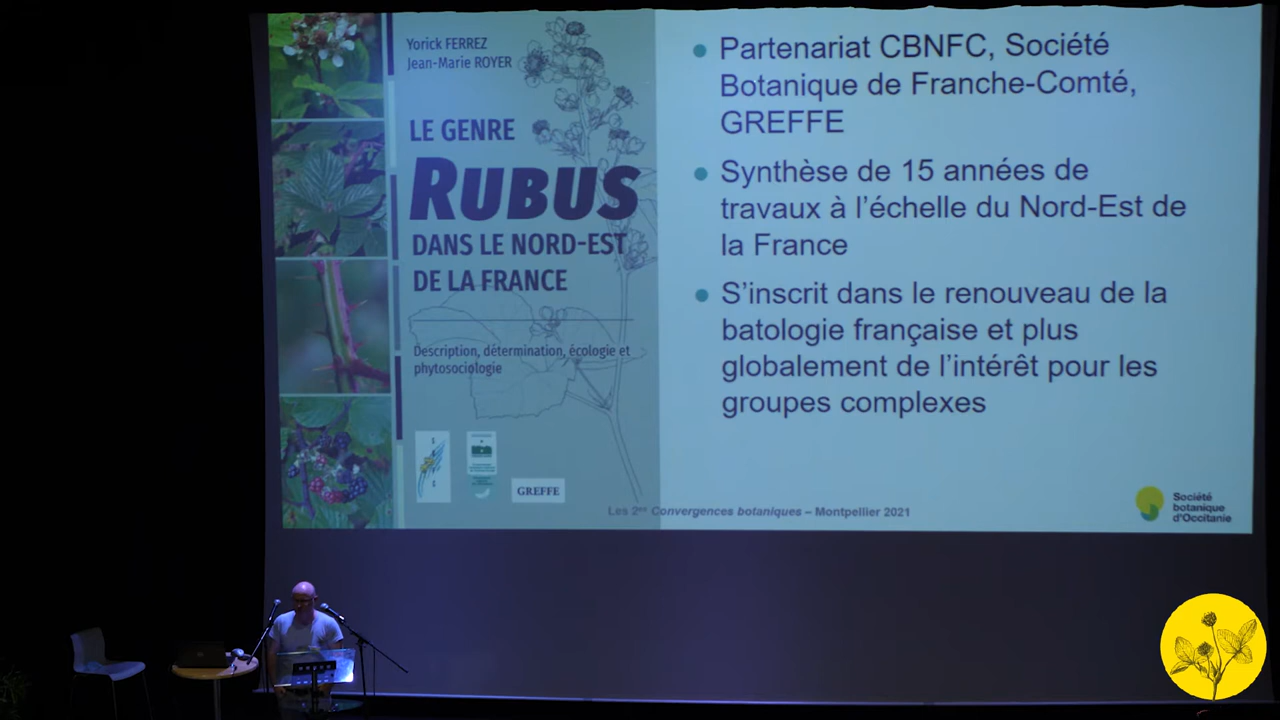 Yorick FERREZ
Jean-Marie ROYER
LE GENRE
RUBUS
DANS LE NORD-EST
DE LA FRANCE
Description, détermination, écologie et
phytosociologie
GREFFE
• Partenariat CBNFC, Société
Botanique de Franche-Comté,
GREFFE
• Synthèse de 15 années de
travaux à l'échelle du Nord-Est de
la France
• S'inscrit dans le renouveau de la
batologie française et plus
globalement de l'intérêt pour les
groupes complexes
Les 2es Convergences botaniques – Montpellier 2021
Société
botanique
d'Occitanie